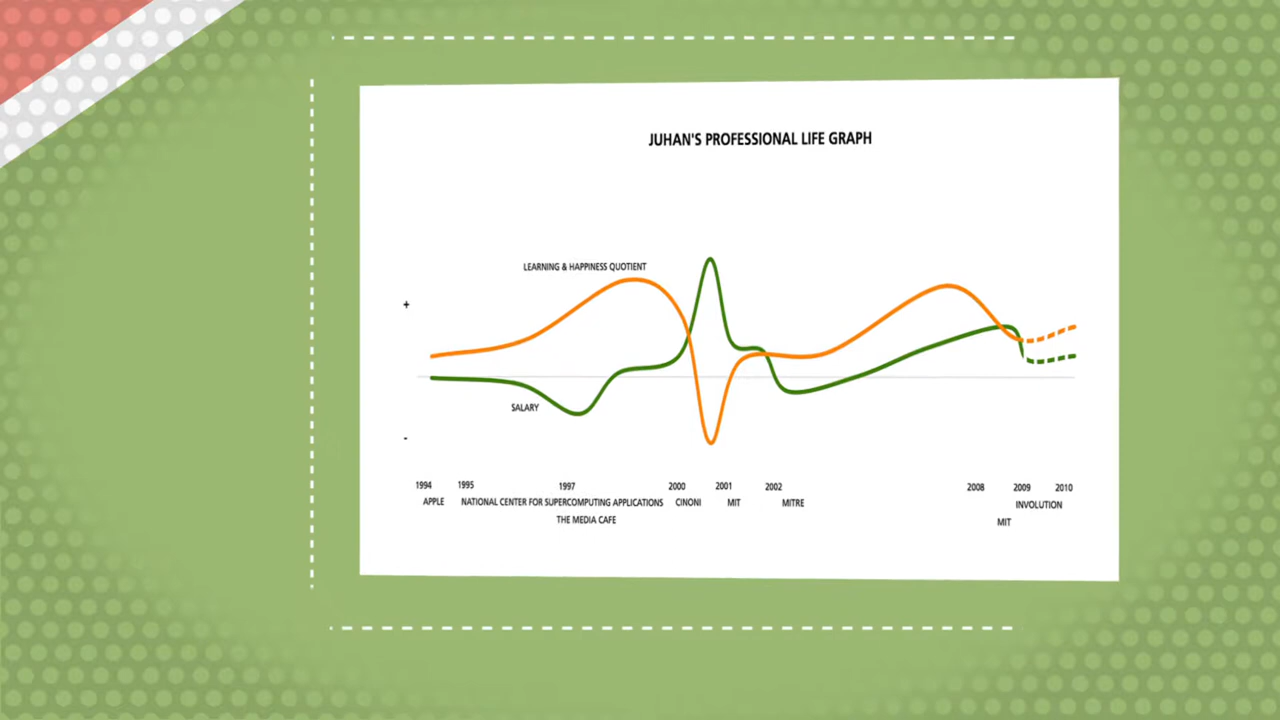 JUHAN'S PROFESSIONAL LIFE GRAPH
LEARNING & HAPPINESS QUOTIENT
+
SALARY
-
1994 1995 1997 2000 2001 2002 2008 2009 2010
APPLE NATIONAL CENTER FOR SUPERCOMPUTING APPLICATIONS CINONI MIT MITRE INVOLUTION
THE MEDIA CAFE MIT